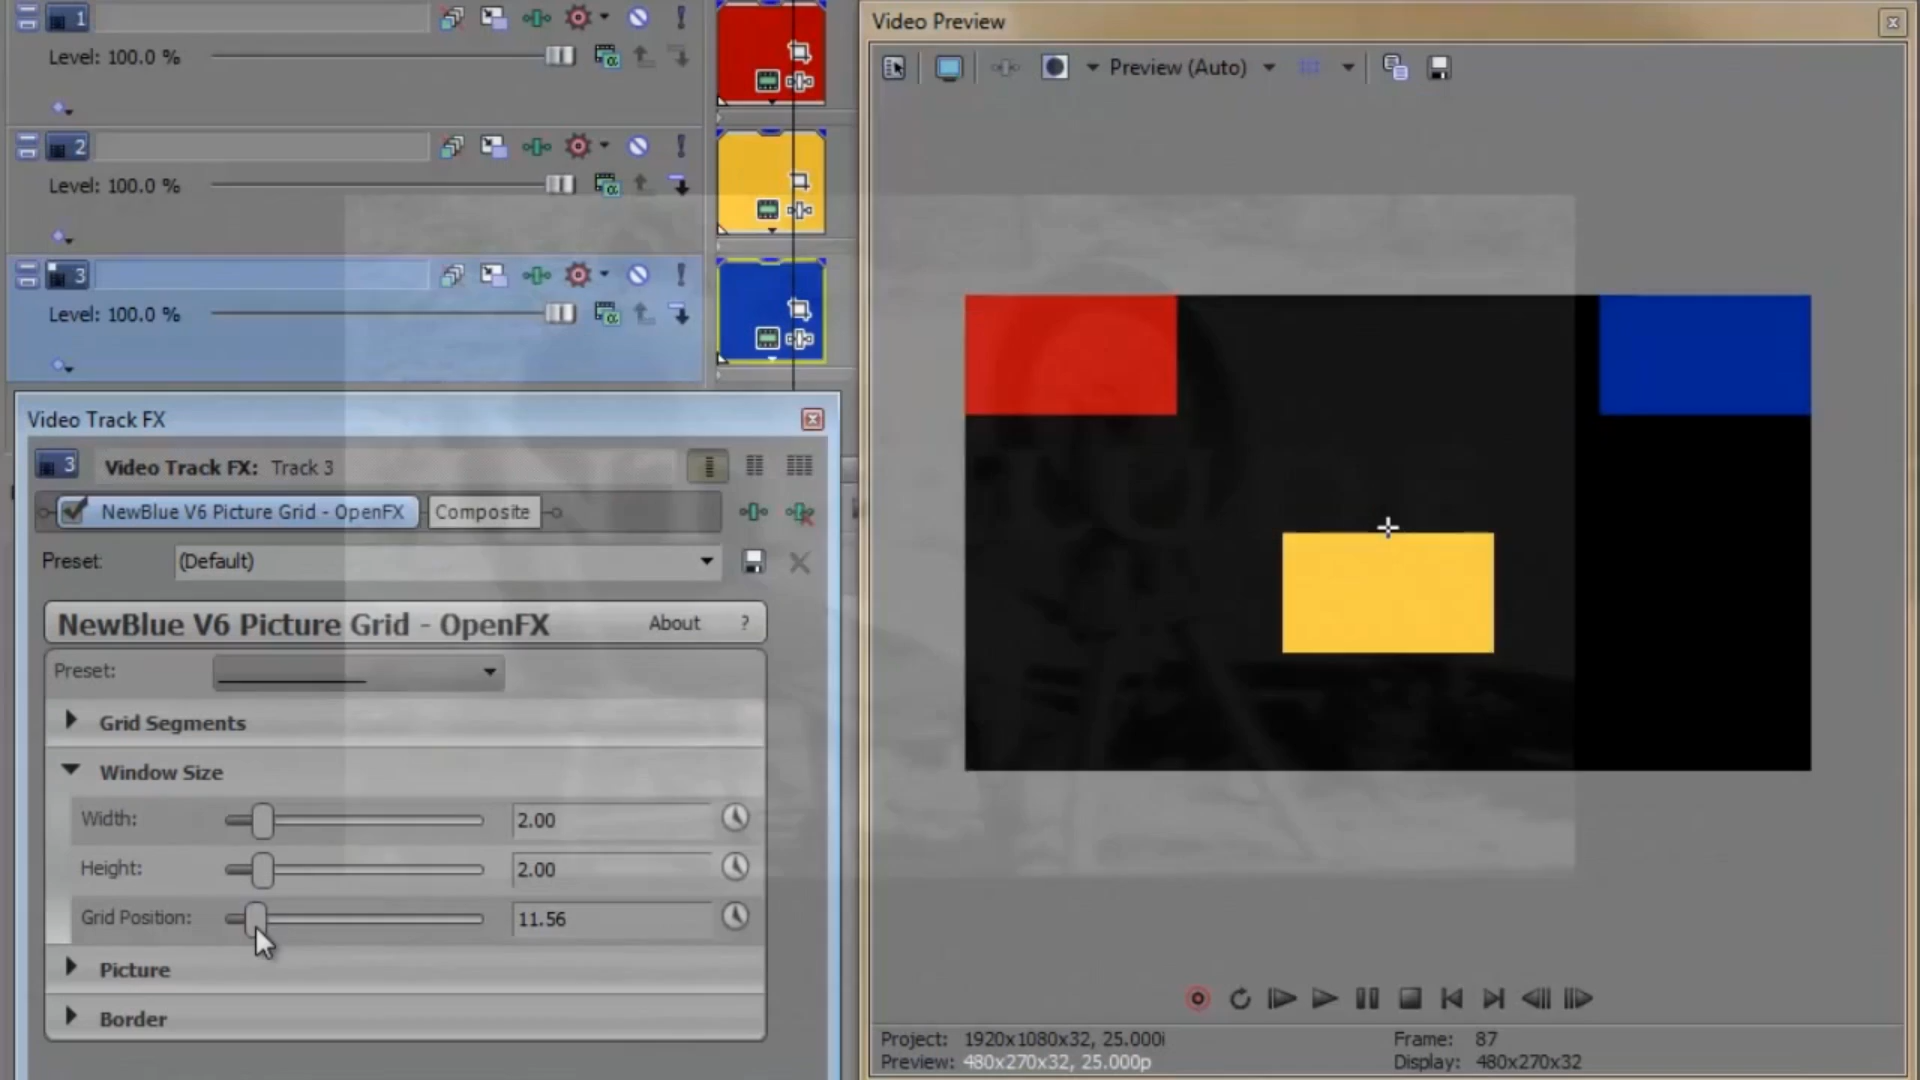 1
Level: 100.0 %
2
Level: 100.0 %
3
Level: 100.0 %
Video Track FX
3 Video Track FX: Track 3
NewBlue V6 Picture Grid - OpenFX Composite
Preset: (Default)
NewBlue V6 Picture Grid - OpenFX About ?
Preset:
Grid Segments
Window Size
Width: 2.00
Height: 2.00
Grid Position: 11.56
Picture
Border
Video Preview
Preview (Auto)
Project: 1920x1080x32, 25.000i
Preview: 480x270x32, 25.000p
Frame: 87
Display: 480x270x32